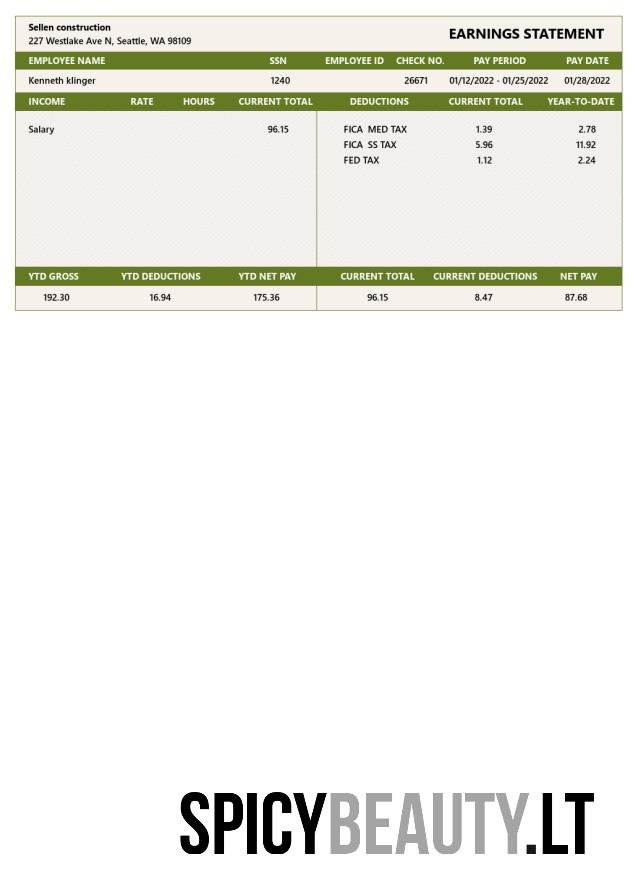 Sellen construction
227 Westlake Ave N, Seattle, WA 98109
EARNINGS STATEMENT
EMPLOYEE NAME SSN EMPLOYEE ID CHECK NO. PAY PERIOD PAY DATE
Kenneth klinger 1240 26671 01/12/2022 - 01/25/2022 01/28/2022
INCOME RATE HOURS CURRENT TOTAL DEDUCTIONS CURRENT TOTAL YEAR-TO-DATE
Salary 96.15 FICA MED TAX 1.39 2.78
FICA SS TAX 5.96 11.92
FED TAX 1.12 2.24
YTD GROSS YTD DEDUCTIONS YTD NET PAY CURRENT TOTAL CURRENT DEDUCTIONS NET PAY
192.30 16.94 175.36 96.15 8.47 87.68
SPICYBEAUTY.LT